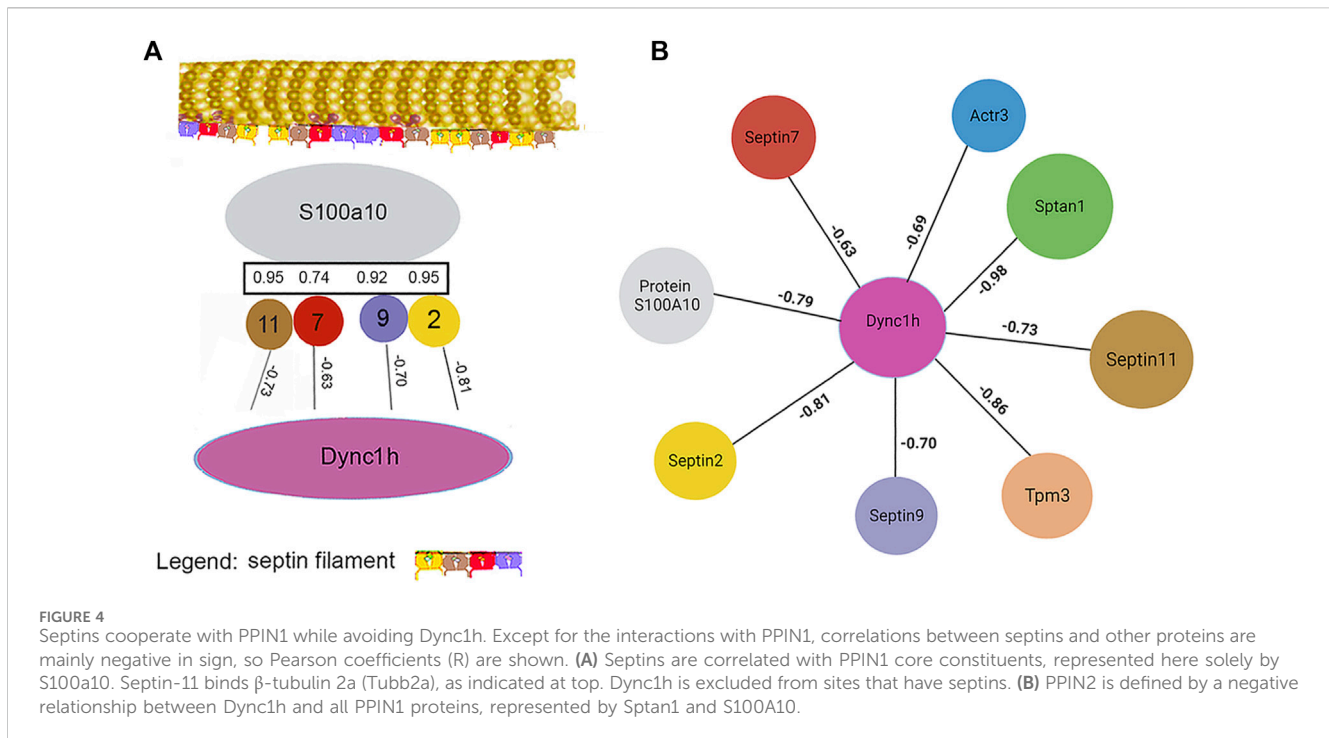 A
S100a10
0.95 0.74 0.92 0.95
11 7 9 2
-0.73 -0.63 -0.70 -0.81
Dync1h
Legend: septin filament
B
Actr3
Septin7
Sptan1
-0.69
-0.63
-0.98
Protein
S100A10
-0.79
Dync1h
-0.73
Septin11
-0.81
-0.86
-0.70
Septin2
Septin9
Tpm3
FIGURE 4
Septins cooperate with PPIN1 while avoiding Dync1h. Except for the interactions with PPIN1, correlations between septins and other proteins are
mainly negative in sign, so Pearson coefficients (R) are shown. (A) Septins are correlated with PPIN1 core constituents, represented here solely by
S100a10. Septin-11 binds β-tubulin 2a (Tubb2a), as indicated at top. Dync1h is excluded from sites that have septins. (B) PPIN2 is defined by a negative
relationship between Dync1h and all PPIN1 proteins, represented by Sptan1 and S100A10.